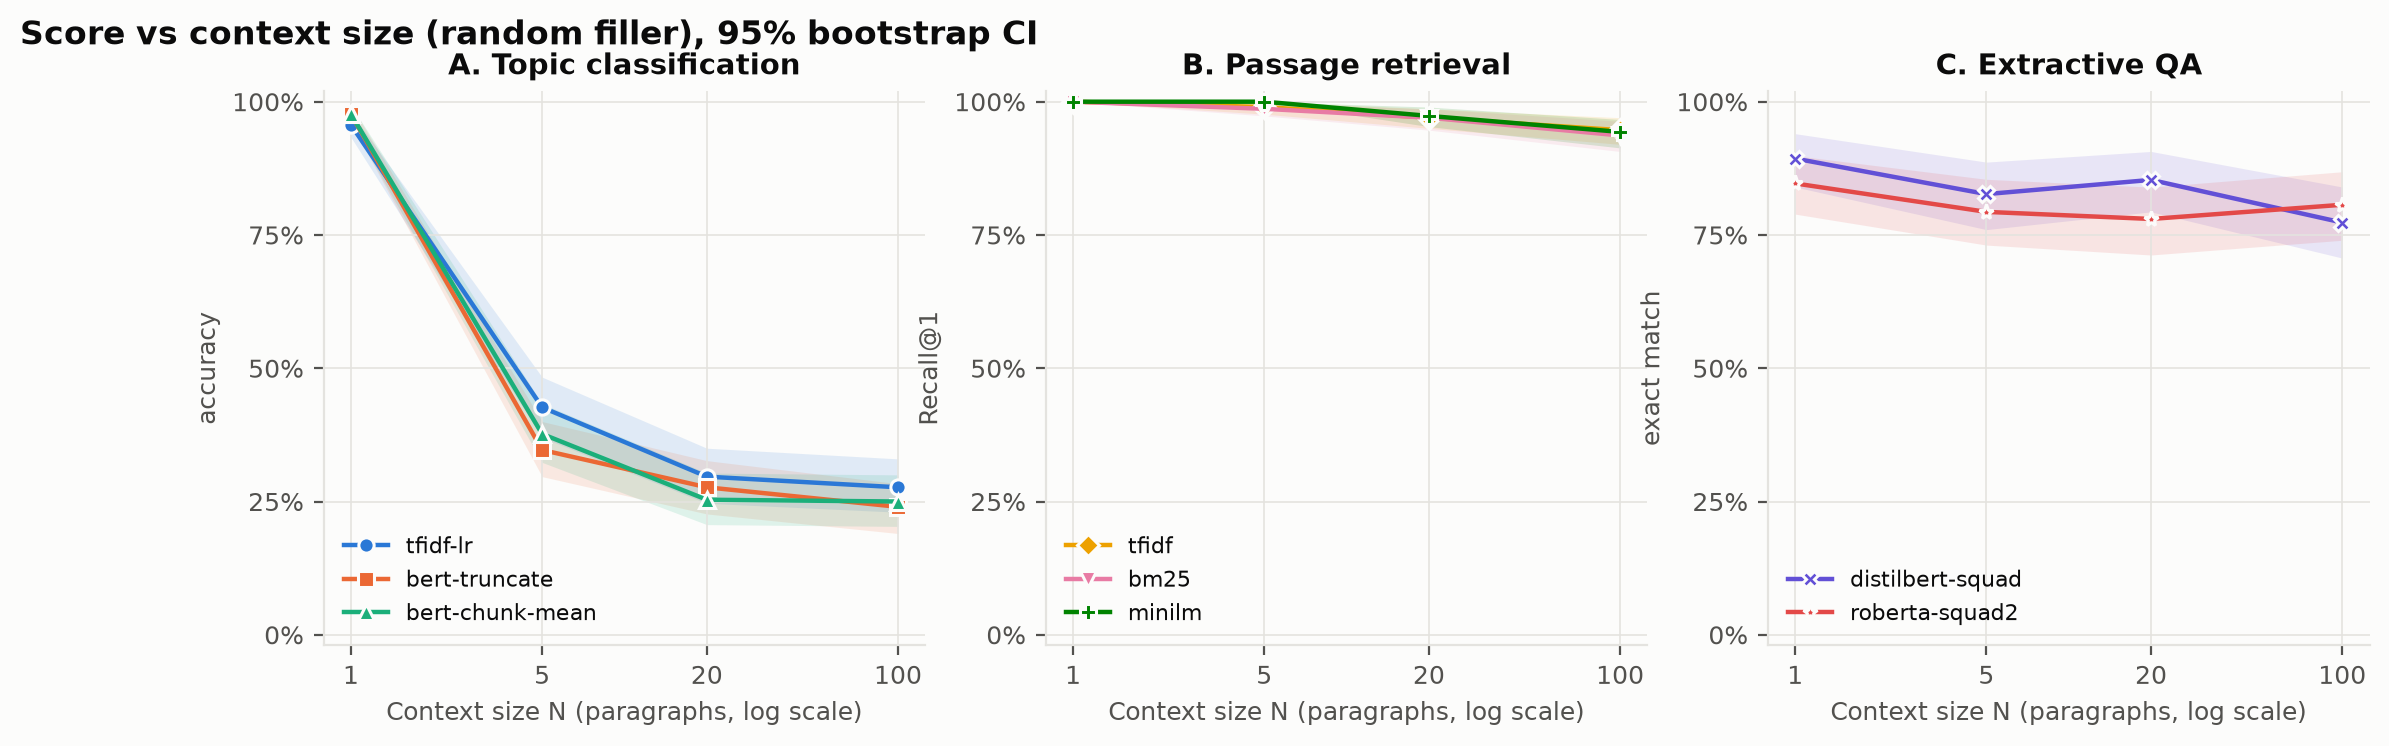 Score vs context size (random filler), 95% bootstrap CI
A. Topic classification
100%
75%
50%
25%
0%
accuracy
tfidf-lr
bert-truncate
bert-chunk-mean
1 5 20 100
Context size N (paragraphs, log scale)
B. Passage retrieval
100%
75%
50%
25%
0%
Recall@1
tfidf
bm25
minilm
1 5 20 100
Context size N (paragraphs, log scale)
C. Extractive QA
100%
75%
50%
25%
0%
exact match
distilbert-squad
roberta-squad2
1 5 20 100
Context size N (paragraphs, log scale)